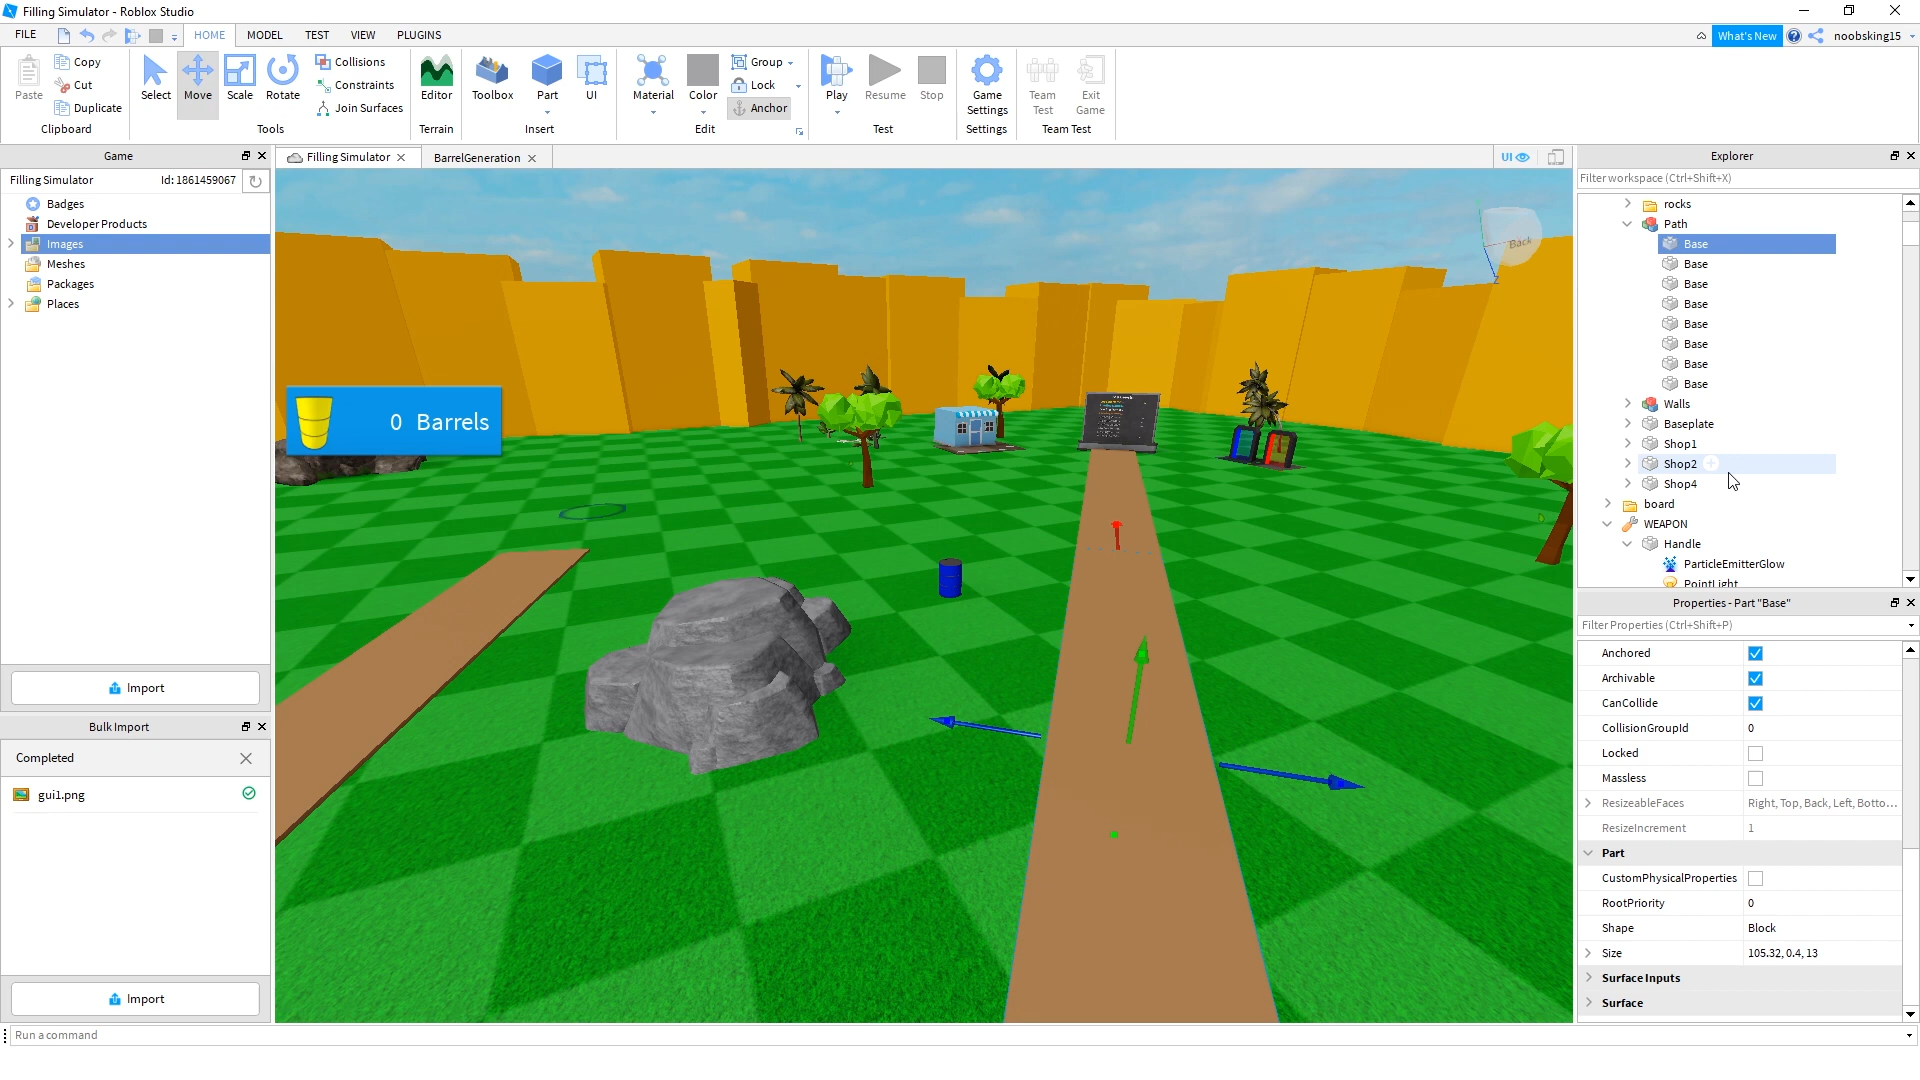 Filling Simulator - Roblox Studio
FILE HOME MODEL TEST VIEW PLUGINS What's New noobsking15
Paste Copy Cut Duplicate Clipboard
Select Move Scale Rotate Collisions Constraints Join Surfaces Tools
Editor Terrain
Toolbox Part UI Insert
Material Color Group Lock Anchor Edit
Play Resume Stop Test
Game Settings Settings
Team Test Exit Game Team Test
Game
Filling Simulator Id: 1861459067
Badges
Developer Products
Images
Meshes
Packages
Places
Import
Bulk Import
Completed
gui1.png
Import
Filling Simulator BarrelGeneration UI
0 Barrels
Back
Explorer
Filter workspace (Ctrl+Shift+X)
rocks
Path
Base
Base
Base
Base
Base
Base
Base
Base
Walls
Baseplate
Shop1
Shop2
Shop4
board
WEAPON
Handle
ParticleEmitterGlow
PointLight
Properties - Part "Base"
Filter Properties (Ctrl+Shift+P)
Anchored
Archivable
CanCollide
CollisionGroupId 0
Locked
Massless
ResizeableFaces Right, Top, Back, Left, Botto...
ResizeIncrement 1
Part
CustomPhysicalProperties
RootPriority 0
Shape Block
Size 105.32, 0.4, 13
Surface Inputs
Surface
Run a command